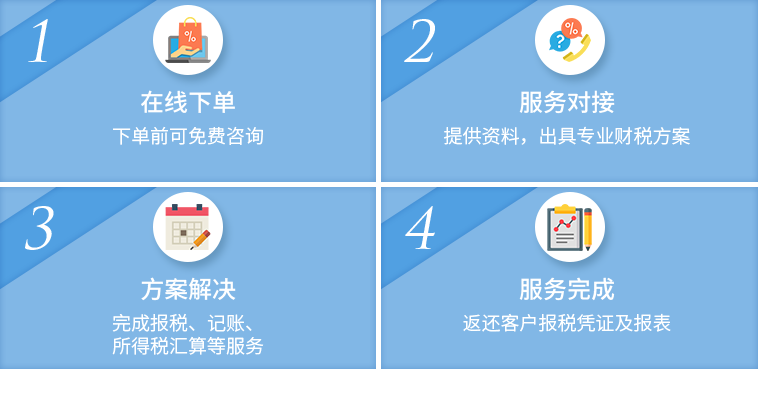 1
在线下单
下单前可免费咨询
2
服务对接
提供资料，出具专业财税方案
3
方案解决
完成报税、记账、
所得税汇算等服务
4
服务完成
返还客户报税凭证及报表